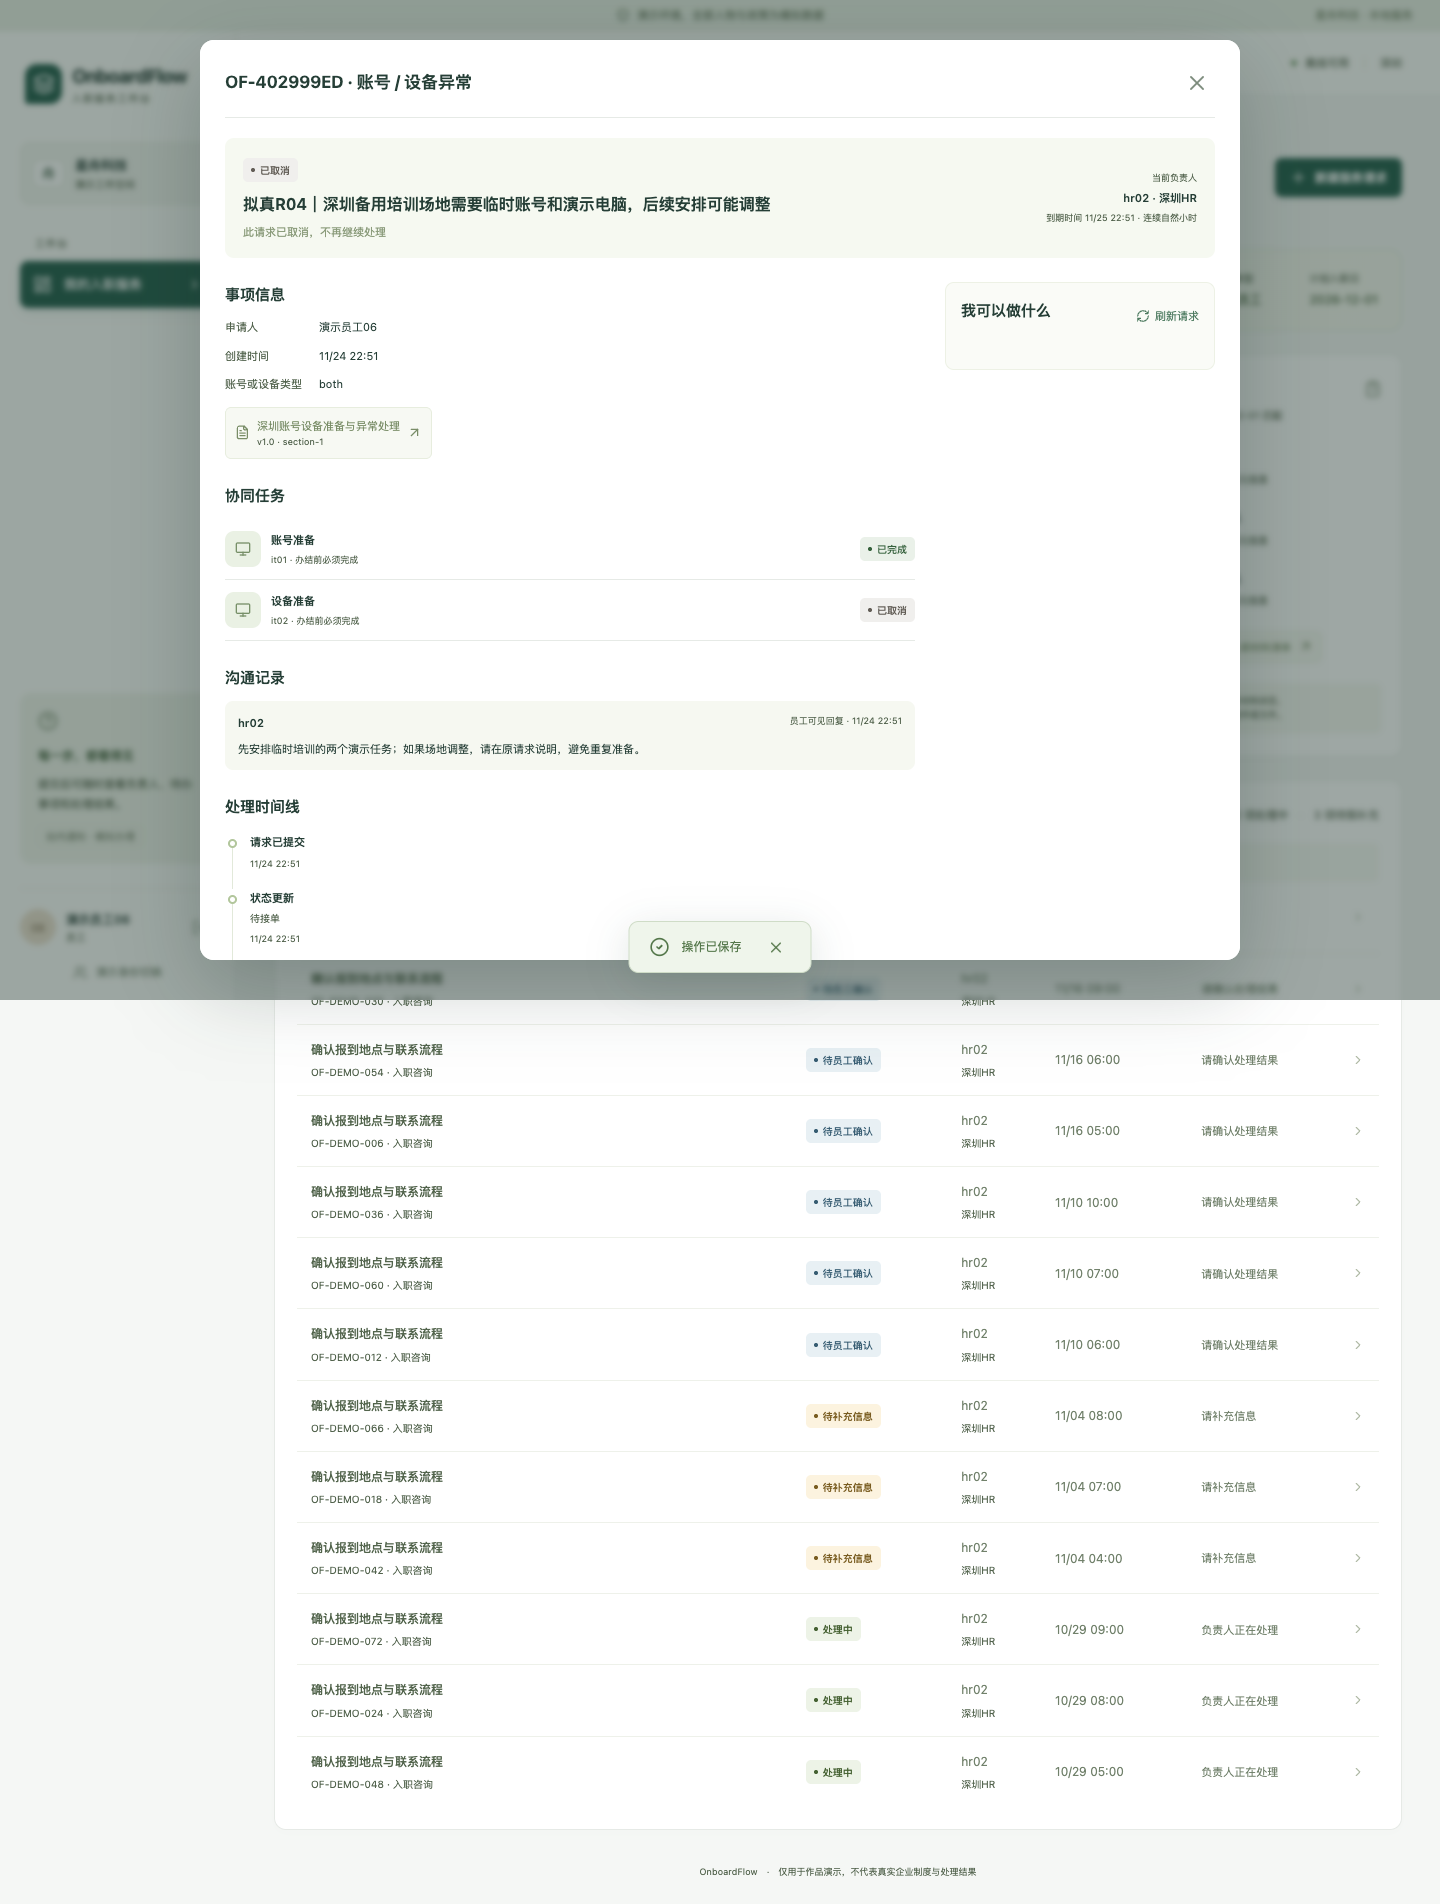 OnboardFlow
OF-402999ED · 账号 / 设备异常
已取消
拟真R04｜深圳备用培训场地需要临时账号和演示电脑，后续安排可能调整
此请求已取消，不再继续处理
当前负责人
hr02 · 深圳HR
到期时间 11/25 22:51 · 连续自然小时
事项信息
申请人 演示员工06
创建时间 11/24 22:51
账号或设备类型 both
深圳账号设备准备与异常处理
v1.0 · section-1
我可以做什么
刷新请求
协同任务
账号准备
it01 · 办结前必须完成
已完成
设备准备
it02 · 办结前必须完成
已取消
沟通记录
hr02
员工可见回复 · 11/24 22:51
先安排临时培训的两个演示任务；如果场地调整，请在原请求说明，避免重复准备。
处理时间线
请求已提交
11/24 22:51
状态更新
待接单
11/24 22:51
操作已保存
OF-DEMO-030 · 入职咨询
深圳HR
确认报到地点与联系流程
OF-DEMO-054 · 入职咨询
待员工确认
hr02
深圳HR
11/16 06:00
请确认处理结果
确认报到地点与联系流程
OF-DEMO-006 · 入职咨询
待员工确认
hr02
深圳HR
11/16 05:00
请确认处理结果
确认报到地点与联系流程
OF-DEMO-036 · 入职咨询
待员工确认
hr02
深圳HR
11/10 10:00
请确认处理结果
确认报到地点与联系流程
OF-DEMO-060 · 入职咨询
待员工确认
hr02
深圳HR
11/10 07:00
请确认处理结果
确认报到地点与联系流程
OF-DEMO-012 · 入职咨询
待员工确认
hr02
深圳HR
11/10 06:00
请确认处理结果
确认报到地点与联系流程
OF-DEMO-066 · 入职咨询
待补充信息
hr02
深圳HR
11/04 08:00
请补充信息
确认报到地点与联系流程
OF-DEMO-018 · 入职咨询
待补充信息
hr02
深圳HR
11/04 07:00
请补充信息
确认报到地点与联系流程
OF-DEMO-042 · 入职咨询
待补充信息
hr02
深圳HR
11/04 04:00
请补充信息
确认报到地点与联系流程
OF-DEMO-072 · 入职咨询
处理中
hr02
深圳HR
10/29 09:00
负责人正在处理
确认报到地点与联系流程
OF-DEMO-024 · 入职咨询
处理中
hr02
深圳HR
10/29 08:00
负责人正在处理
确认报到地点与联系流程
OF-DEMO-048 · 入职咨询
处理中
hr02
深圳HR
10/29 05:00
负责人正在处理
OnboardFlow · 仅用于作品演示，不代表真实企业制度与处理结果